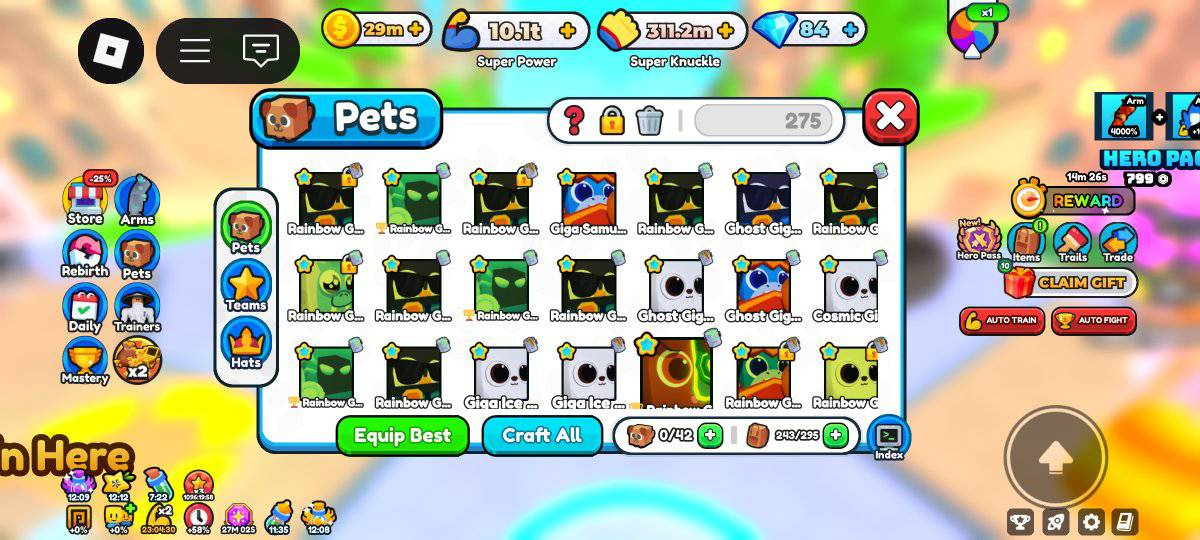 29m
10.1t
311.2m
84
x1
Super Power
Super Knuckle
Pets
275
Arm
4000%
HERO PA
799
14m 26s
REWARD
-25%
Store
Arms
Rebirth
Pets
Daily
Trainers
Mastery
x2
Pets
Teams
Hats
Rainbow G...
Rainbow G...
Rainbow G...
Giga Samu...
Rainbow G...
Ghost Gig...
Rainbow G
Rainbow G...
Rainbow G...
Rainbow G...
Rainbow G...
Ghost Gig...
Ghost Gig...
Cosmic Gi
Rainbow G...
Rainbow G...
Giga Ice ...
Giga Ice ...
Rainbow G
Rainbow G...
Rainbow G
New!
Hero Pass
Items
Trails
Trade
10
CLAIM GIFT
AUTO TRAIN
AUTO FIGHT
Equip Best
Craft All
0/42
243/295
Index
n Here
12:09
12:12
7:22
1036:19:58
+0%
+0%
x2
23:04:30
+58%
27M 02S
11:35
12:08